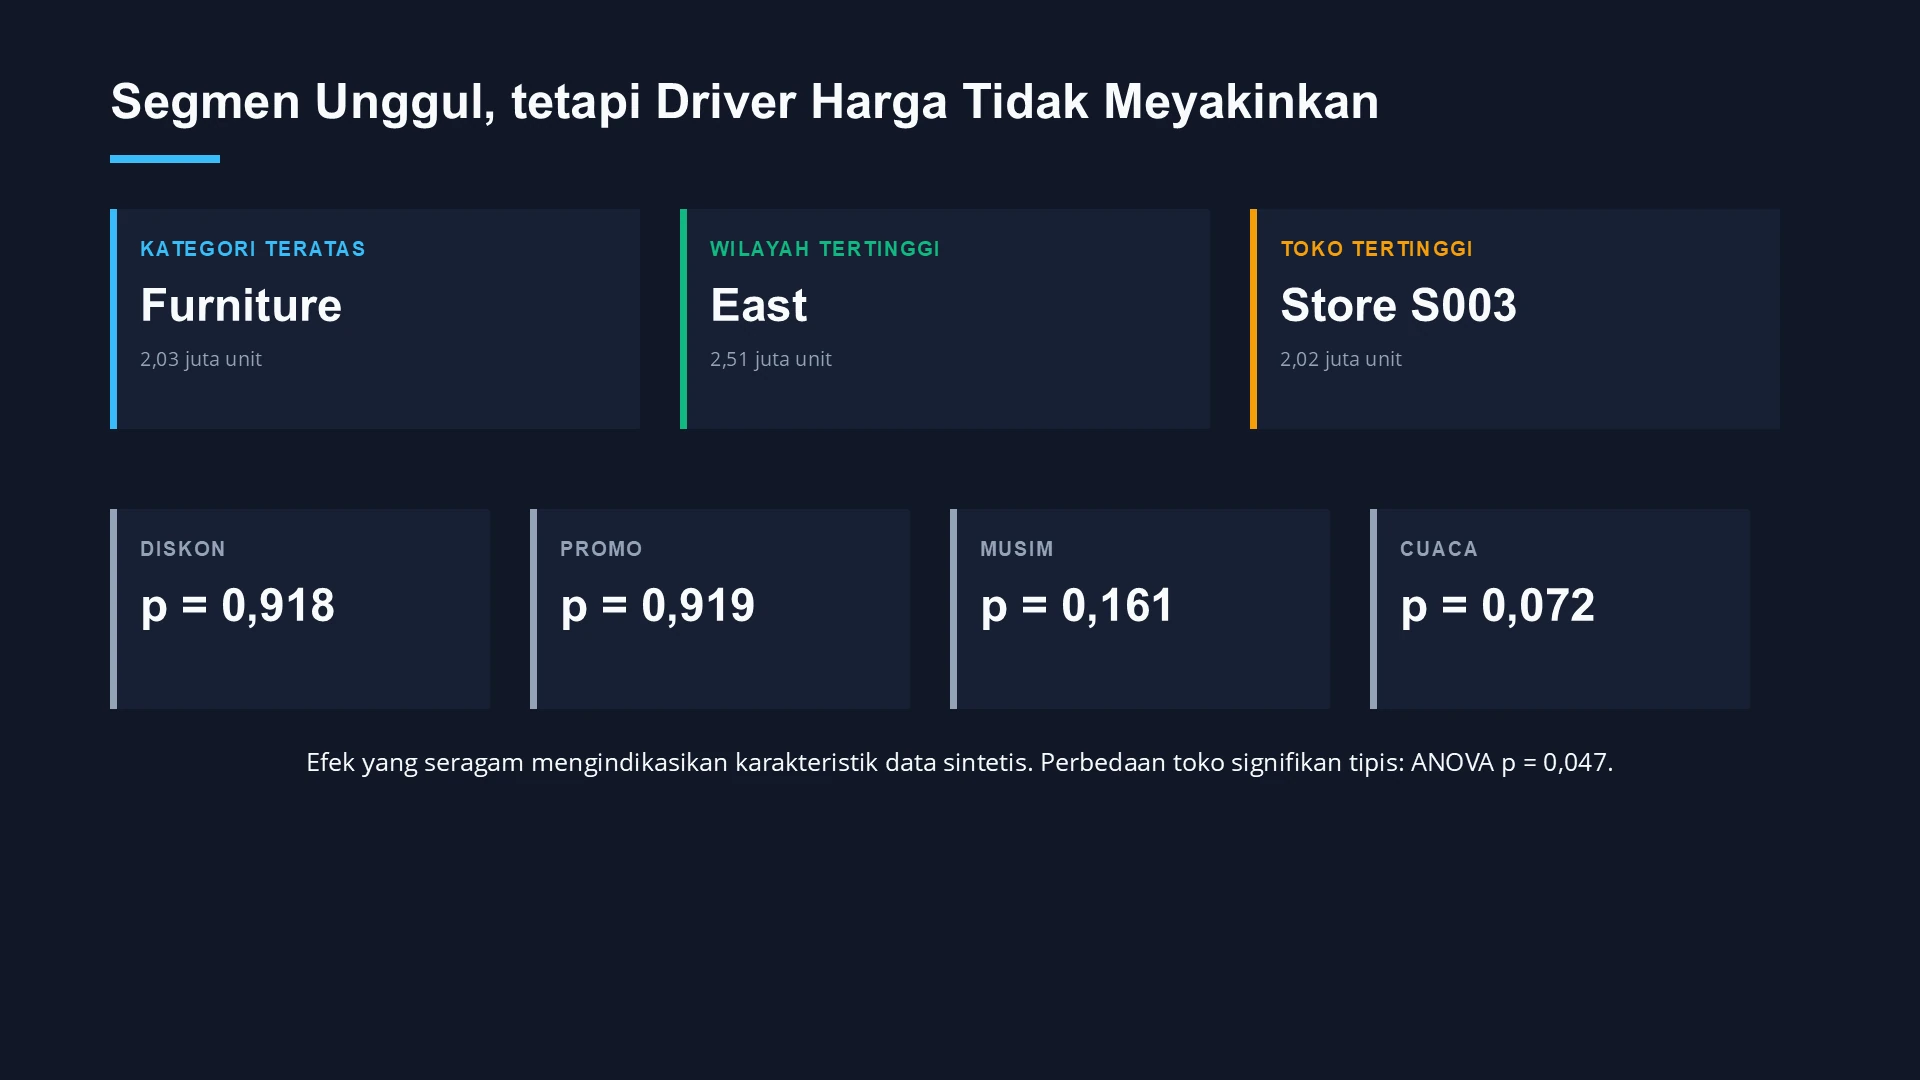 Segmen Unggul, tetapi Driver Harga Tidak Meyakinkan
KATEGORI TERATAS
Furniture
2,03 juta unit
WILAYAH TERTINGGI
East
2,51 juta unit
TOKO TERTINGGI
Store S003
2,02 juta unit
DISKON
p = 0,918
PROMO
p = 0,919
MUSIM
p = 0,161
CUACA
p = 0,072
Efek yang seragam mengindikasikan karakteristik data sintetis. Perbedaan toko signifikan tipis: ANOVA p = 0,047.